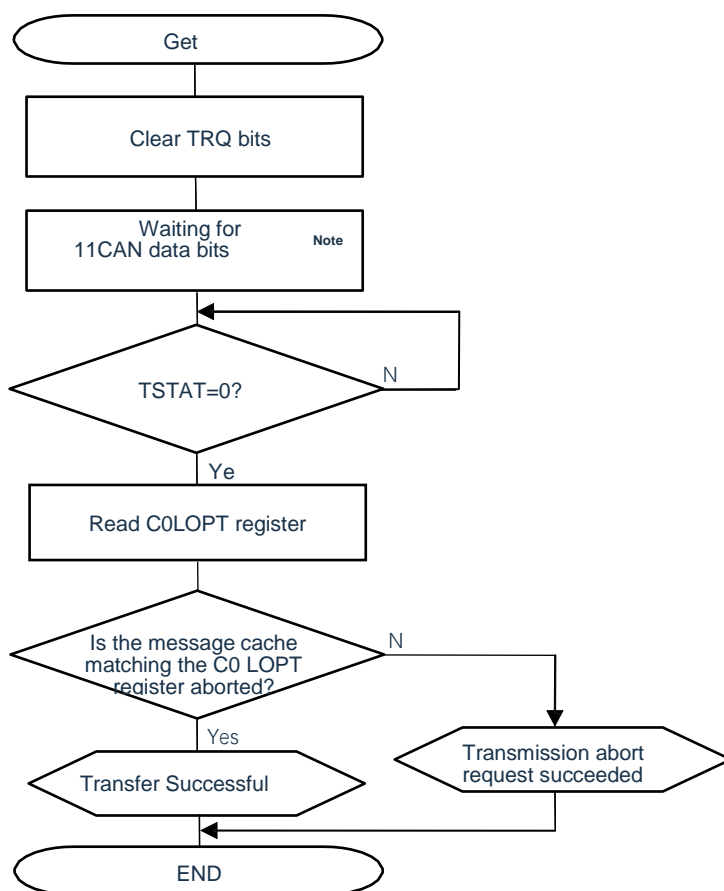 Get
Clear TRQ bits
Waiting for
11CAN data bits
Note
TSTAT=0?
N
Ye
Read C0LOPT register
Is the message cache
matching the C0 LOPT
register aborted?
N
Yes
Transfer Successful
Transmission abort
request succeeded
END